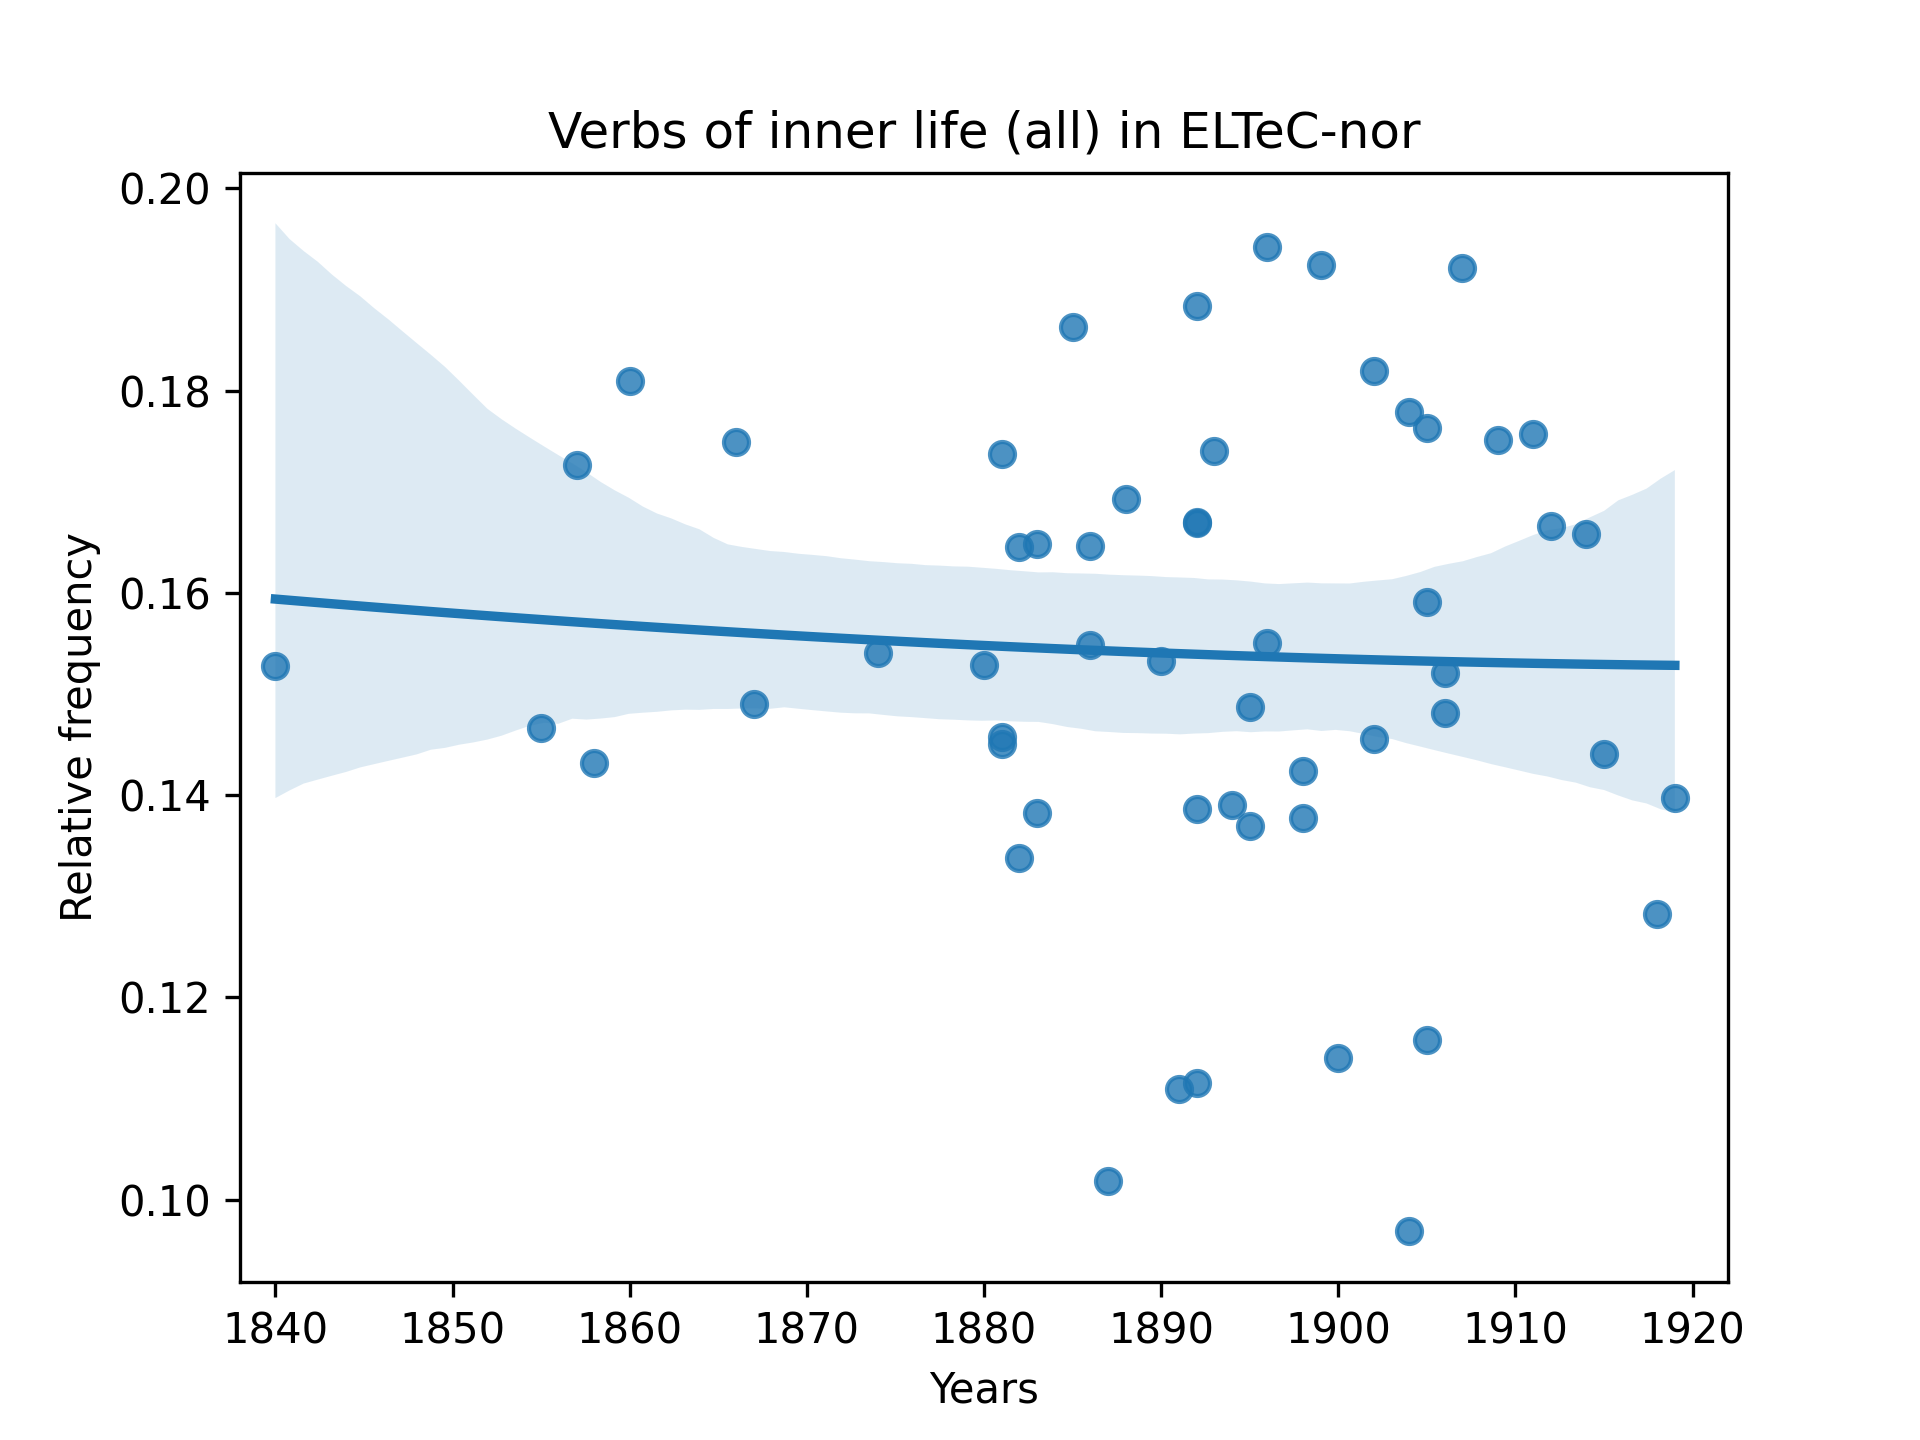 Verbs of inner life (all) in ELTeC-nor
Relative frequency
0.20
0.18
0.16
0.14
0.12
0.10
1840 1850 1860 1870 1880 1890 1900 1910 1920
Years